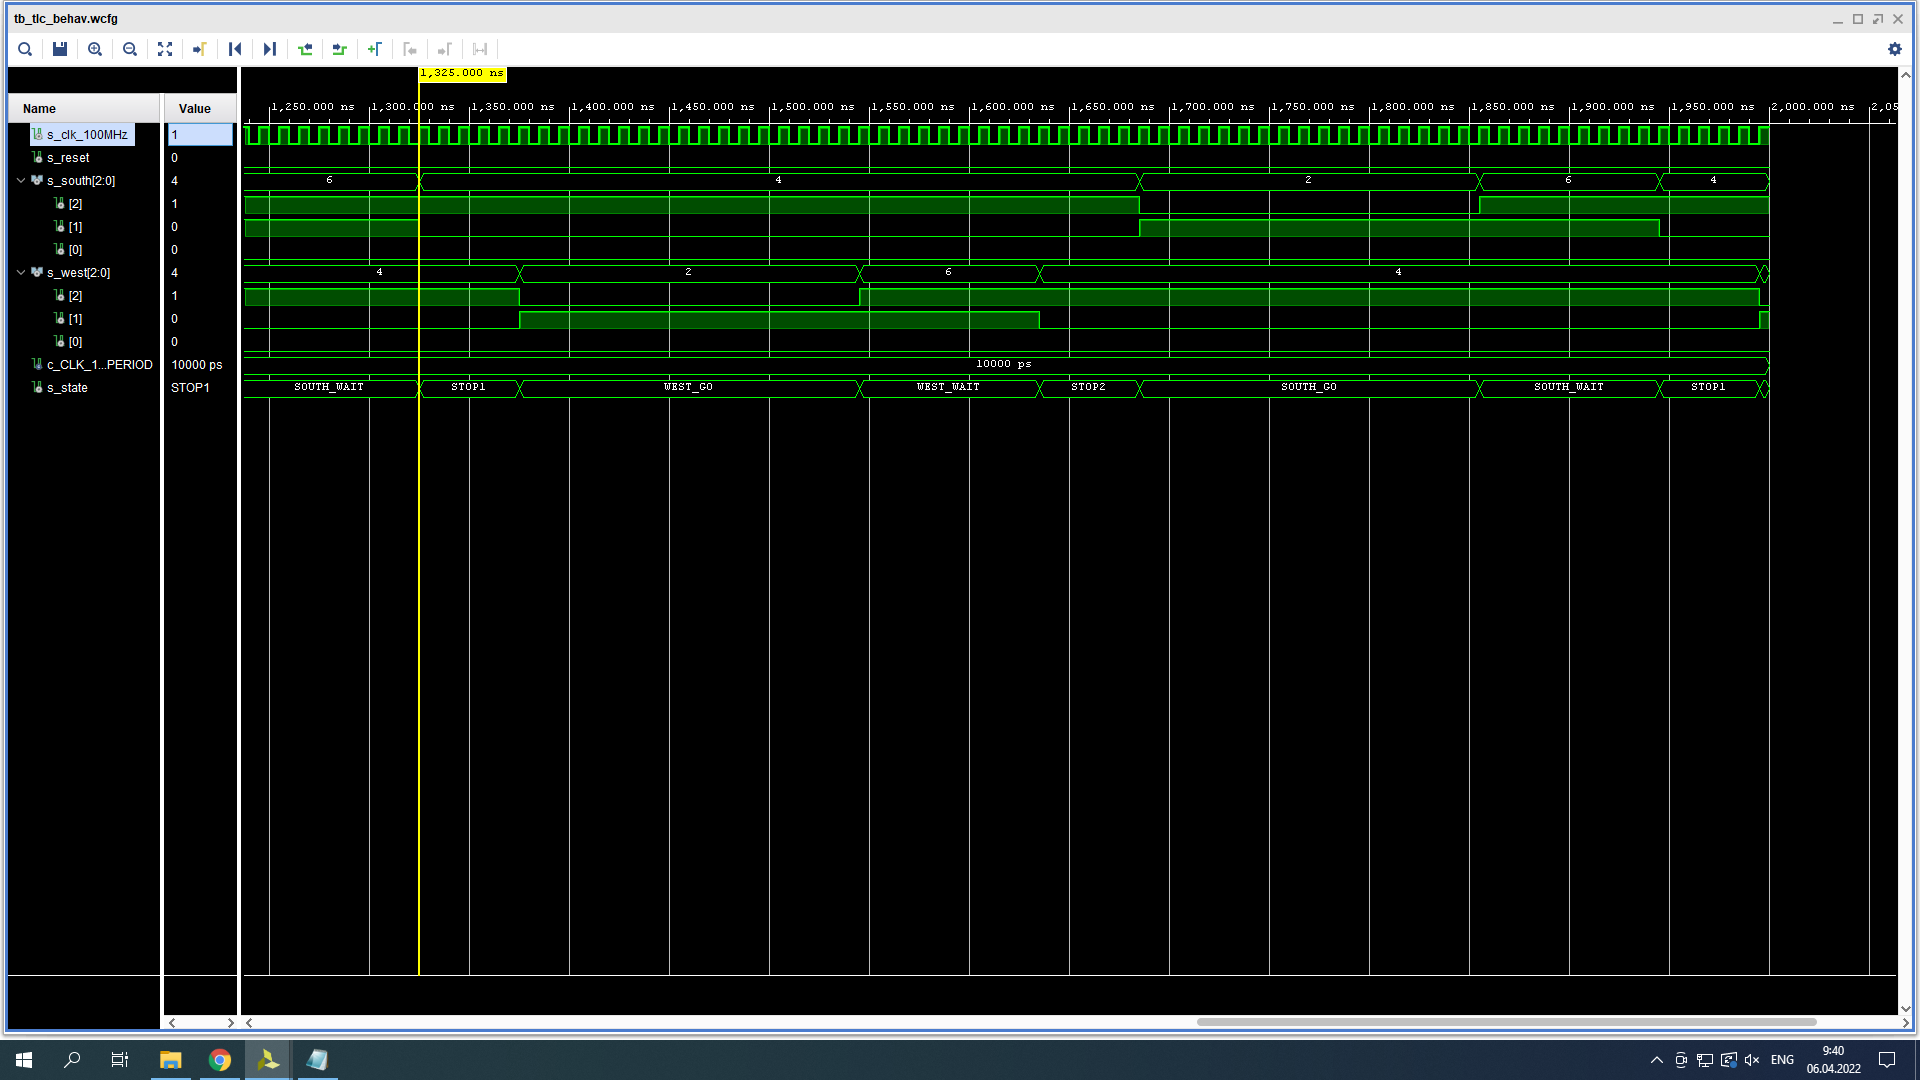 tb_tlc_behav.wcfg
1,325.000 ns
Name Value
1,250.000 ns 1,300.000 ns 1,350.000 ns 1,400.000 ns 1,450.000 ns 1,500.000 ns 1,550.000 ns 1,600.000 ns 1,650.000 ns 1,700.000 ns 1,750.000 ns 1,800.000 ns 1,850.000 ns 1,900.000 ns 1,950.000 ns 2,000.000 ns 2,05
s_clk_100MHz 1
s_reset 0
s_south[2:0] 4 6 4 2 6 4
[2] 1
[1] 0
[0] 0
s_west[2:0] 4 4 2 6 4
[2] 1
[1] 0
[0] 0
c_CLK_1...PERIOD 10000 ps 10000 ps
s_state STOP1 SOUTH_WAIT STOP1 WEST_GO WEST_WAIT STOP2 SOUTH_GO SOUTH_WAIT STOP1
ENG
9:40
06.04.2022